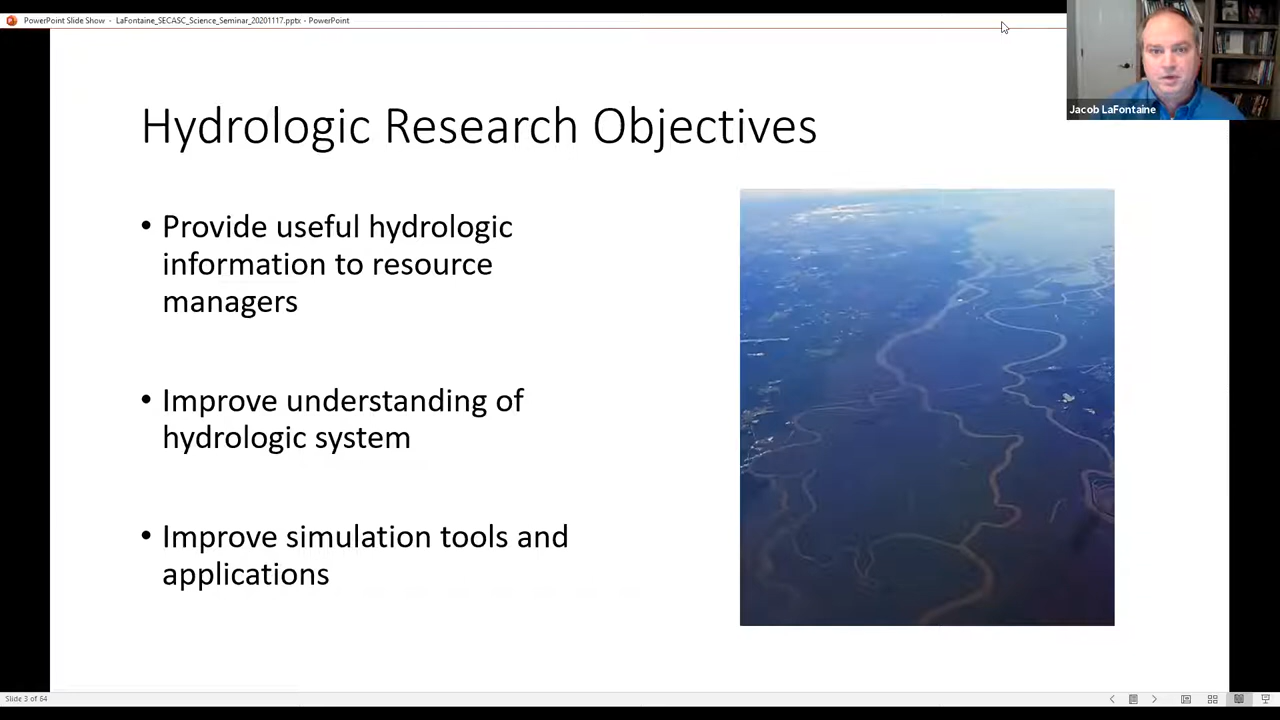 PowerPoint Slide Show - LaFontaine_SECASC_Science_Seminar_20201117.pptx - PowerPoint
Jacob LaFontaine
Hydrologic Research Objectives
• Provide useful hydrologic
information to resource
managers
• Improve understanding of
hydrologic system
• Improve simulation tools and
applications
Slide 3 of 64